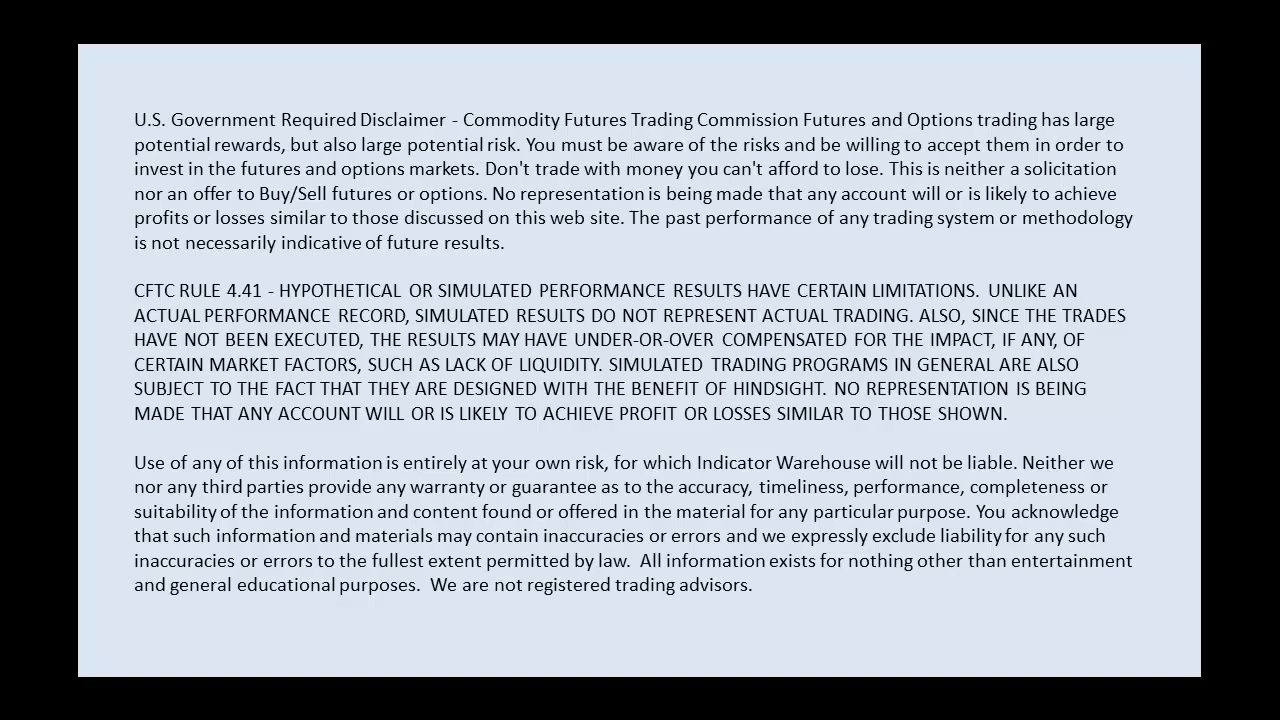 U.S. Government Required Disclaimer - Commodity Futures Trading Commission Futures and Options trading has large
potential rewards, but also large potential risk. You must be aware of the risks and be willing to accept them in order to
invest in the futures and options markets. Don't trade with money you can't afford to lose. This is neither a solicitation
nor an offer to Buy/Sell futures or options. No representation is being made that any account will or is likely to achieve
profits or losses similar to those discussed on this web site. The past performance of any trading system or methodology
is not necessarily indicative of future results.
CFTC RULE 4.41 - HYPOTHETICAL OR SIMULATED PERFORMANCE RESULTS HAVE CERTAIN LIMITATIONS. UNLIKE AN
ACTUAL PERFORMANCE RECORD, SIMULATED RESULTS DO NOT REPRESENT ACTUAL TRADING. ALSO, SINCE THE TRADES
HAVE NOT BEEN EXECUTED, THE RESULTS MAY HAVE UNDER-OR-OVER COMPENSATED FOR THE IMPACT, IF ANY, OF
CERTAIN MARKET FACTORS, SUCH AS LACK OF LIQUIDITY. SIMULATED TRADING PROGRAMS IN GENERAL ARE ALSO
SUBJECT TO THE FACT THAT THEY ARE DESIGNED WITH THE BENEFIT OF HINDSIGHT. NO REPRESENTATION IS BEING
MADE THAT ANY ACCOUNT WILL OR IS LIKELY TO ACHIEVE PROFIT OR LOSSES SIMILAR TO THOSE SHOWN.
Use of any of this information is entirely at your own risk, for which Indicator Warehouse will not be liable. Neither we
nor any third parties provide any warranty or guarantee as to the accuracy, timeliness, performance, completeness or
suitability of the information and content found or offered in the material for any particular purpose. You acknowledge
that such information and materials may contain inaccuracies or errors and we expressly exclude liability for any such
inaccuracies or errors to the fullest extent permitted by law. All information exists for nothing other than entertainment
and general educational purposes. We are not registered trading advisors.